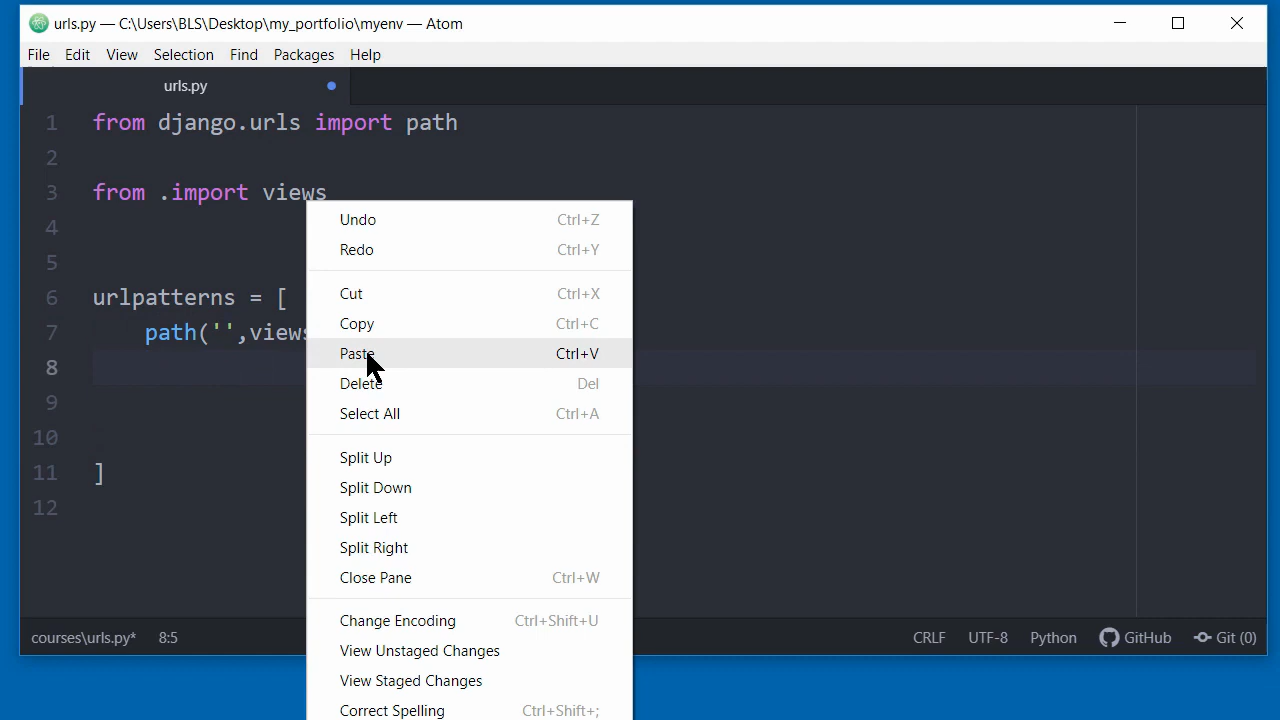 urls.py — C:\Users\BLS\Desktop\my_portfolio\myenv — Atom
File Edit View Selection Find Packages Help
urls.py
1 from django.urls import path
2
3 from .import views
4
5
6 urlpatterns = [
7 path('',views
8
9
10
11 ]
12
Undo Ctrl+Z
Redo Ctrl+Y
Cut Ctrl+X
Copy Ctrl+C
Paste Ctrl+V
Delete Del
Select All Ctrl+A
Split Up
Split Down
Split Left
Split Right
Close Pane Ctrl+W
Change Encoding Ctrl+Shift+U
View Unstaged Changes
View Staged Changes
Correct Spelling Ctrl+Shift+;
courses\urls.py* 8:5 CRLF UTF-8 Python GitHub Git (0)